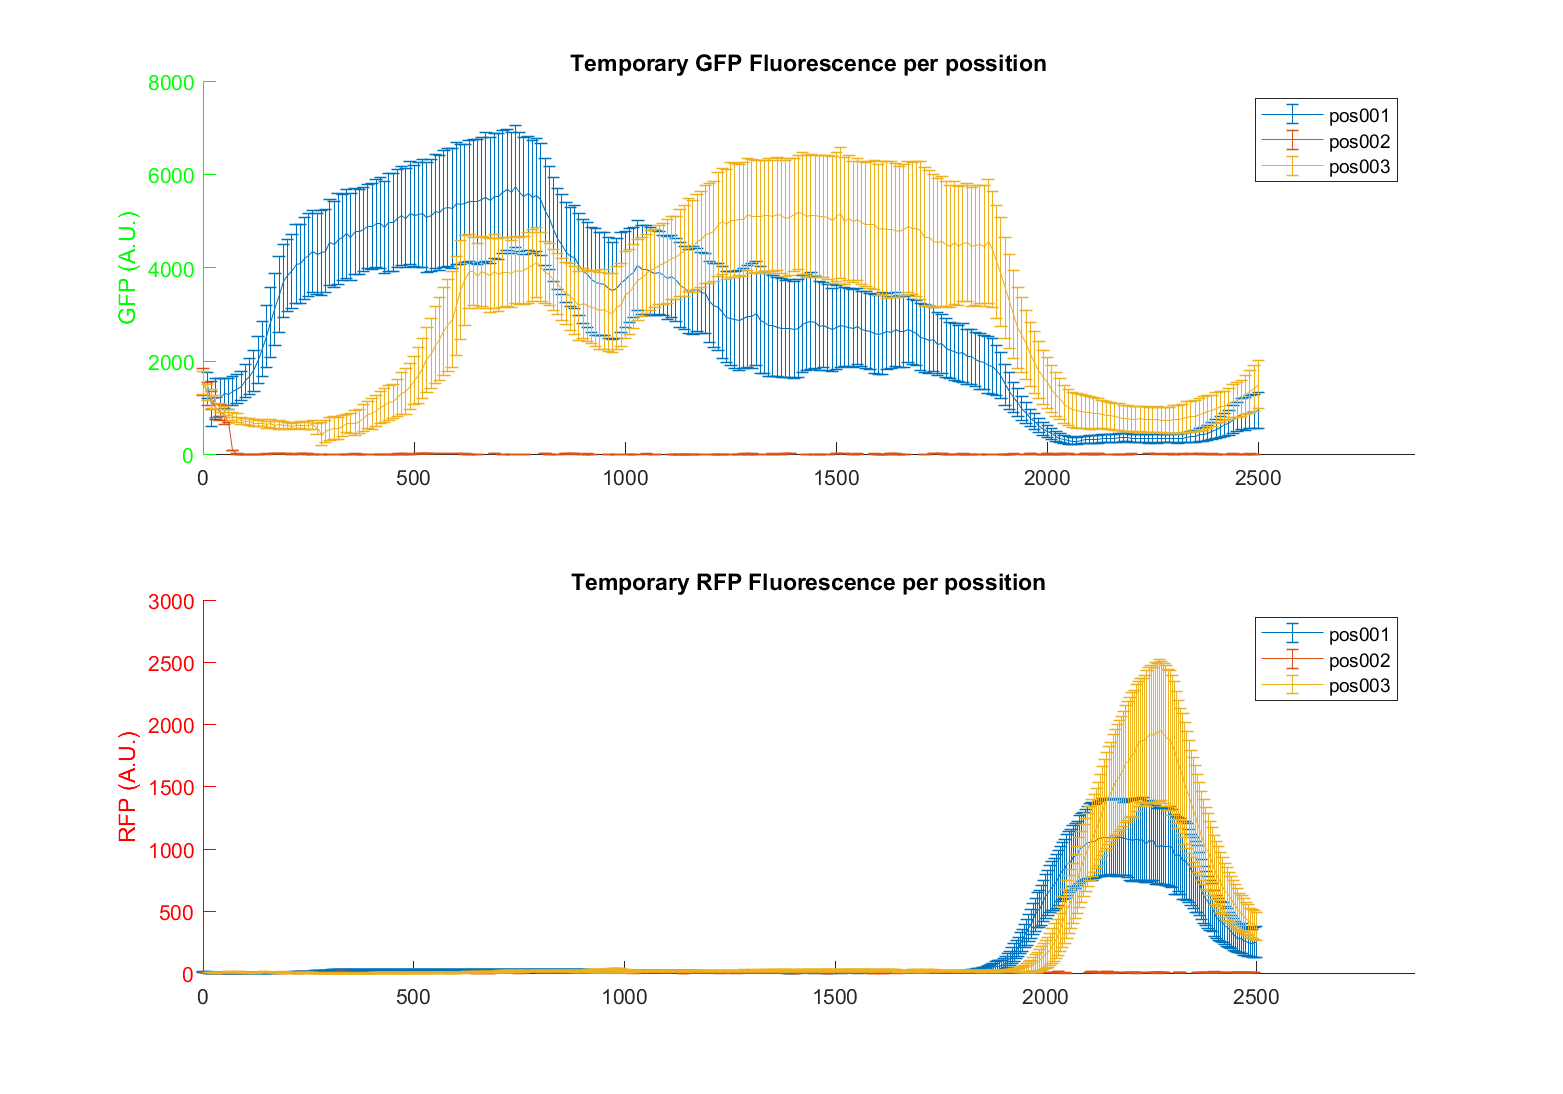 Temporary GFP Fluorescence per possition
8000
6000
4000
2000
0
GFP (A.U.)
0 500 1000 1500 2000 2500
pos001
pos002
pos003
Temporary RFP Fluorescence per possition
3000
2500
2000
1500
1000
500
0
RFP (A.U.)
0 500 1000 1500 2000 2500
pos001
pos002
pos003